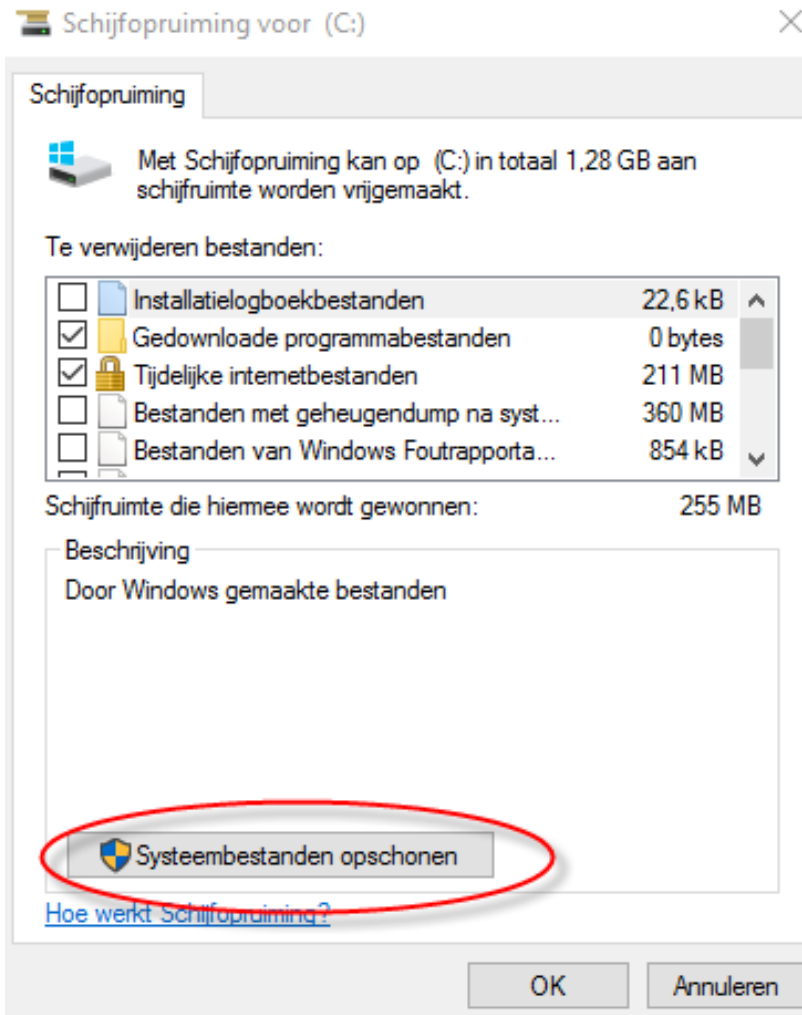 Schijfopruiming voor (C:)
Schijfopruiming
Met Schijfopruiming kan op (C:) in totaal 1,28 GB aan
schijfruimte worden vrijgemaakt.
Te verwijderen bestanden:
Installatielogboekbestanden 22,6 kB
Gedownloade programmabestanden 0 bytes
Tijdelijke internetbestanden 211 MB
Bestanden met geheugendump na syst... 360 MB
Bestanden van Windows Foutrapporta... 854 kB
Schijfruimte die hiermee wordt gewonnen: 255 MB
Beschrijving
Door Windows gemaakte bestanden
Systeembestanden opschonen
Hoe werkt Schijfopruiming?
OK Annuleren